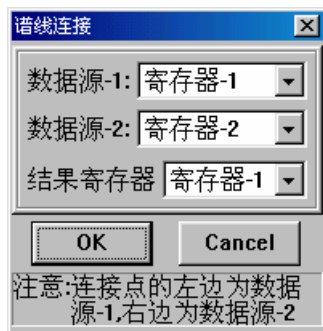 谱线连接
数据源-1: 寄存器-1
数据源-2: 寄存器-2
结果寄存器 寄存器-1
OK Cancel
注意:连接点的左边为数据
源-1,右边为数据源-2